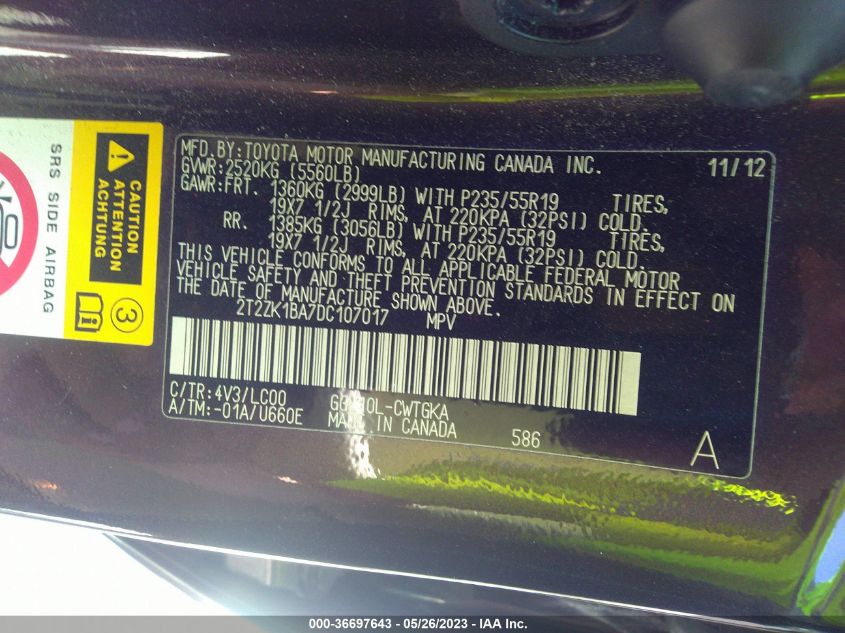 SRS SIDE AIRBAG
CAUTION
ATTENTION
3
MFD.BY:TOYOTA MOTOR MANUFACTURING CANADA INC. 11/12
GVWR:2520KG (5560LB)
GAWR:FRT. 1360KG (2999LB) WITH P235/55R19 TIRES,
19X7 1/2J RIMS, AT 220KPA (32PSI) COLD.
RR. 1385KG (3056LB) WITH P235/55R19 TIRES,
19X7 1/2J RIMS, AT 220KPA (32PSI) COLD.
THIS VEHICLE CONFORMS TO ALL APPLICABLE FEDERAL MOTOR
VEHICLE SAFETY AND THEFT PREVENTION STANDARDS IN EFFECT ON
THE DATE OF MANUFACTURE SHOWN ABOVE.
2T2ZK1BA7DC107017 MPV
C/TR:4V3/LC00
A/TM:-01A/U660E MADE IN CANADA 586 A
000-36697643 - 05/26/2023 - IAA Inc.